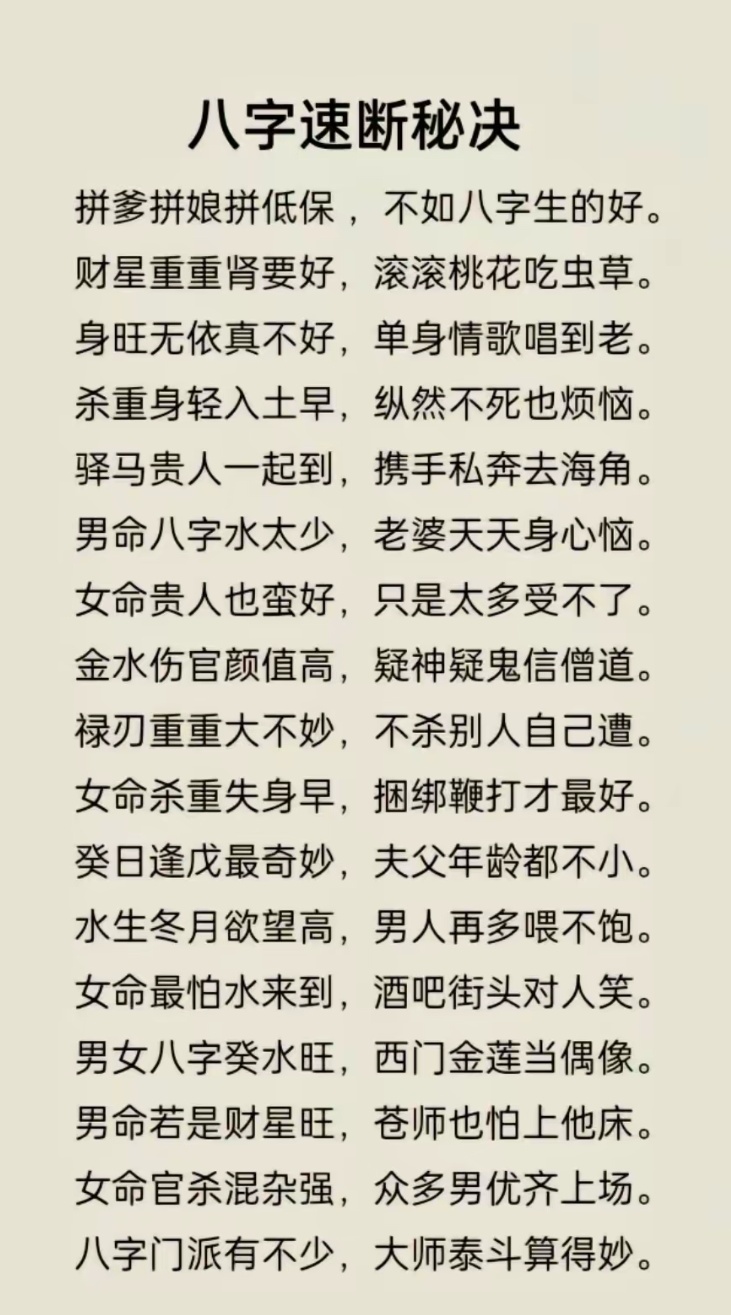 八字速断秘决
拼爹拼娘拼低保，不如八字生的好。
财星重重肾要好，滚滚桃花吃虫草。
身旺无依真不好，单身情歌唱到老。
杀重身轻入土早，纵然不死也烦恼。
驿马贵人一起到，携手私奔去海角。
男命八字水太少，老婆天天身心恼。
女命贵人也蛮好，只是太多受不了。
金水伤官颜值高，疑神疑鬼信僧道。
禄刃重重大不妙，不杀别人自己遭。
女命杀重失身早，捆绑鞭打才最好。
癸日逢戊最奇妙，夫父年龄都不小。
水生冬月欲望高，男人再多喂不饱。
女命最怕水来到，酒吧街头对人笑。
男女八字癸水旺，西门金莲当偶像。
男命若是财星旺，苍师也怕上他床。
女命官杀混杂强，众多男优齐上场。
八字门派有不少，大师泰斗算得妙。